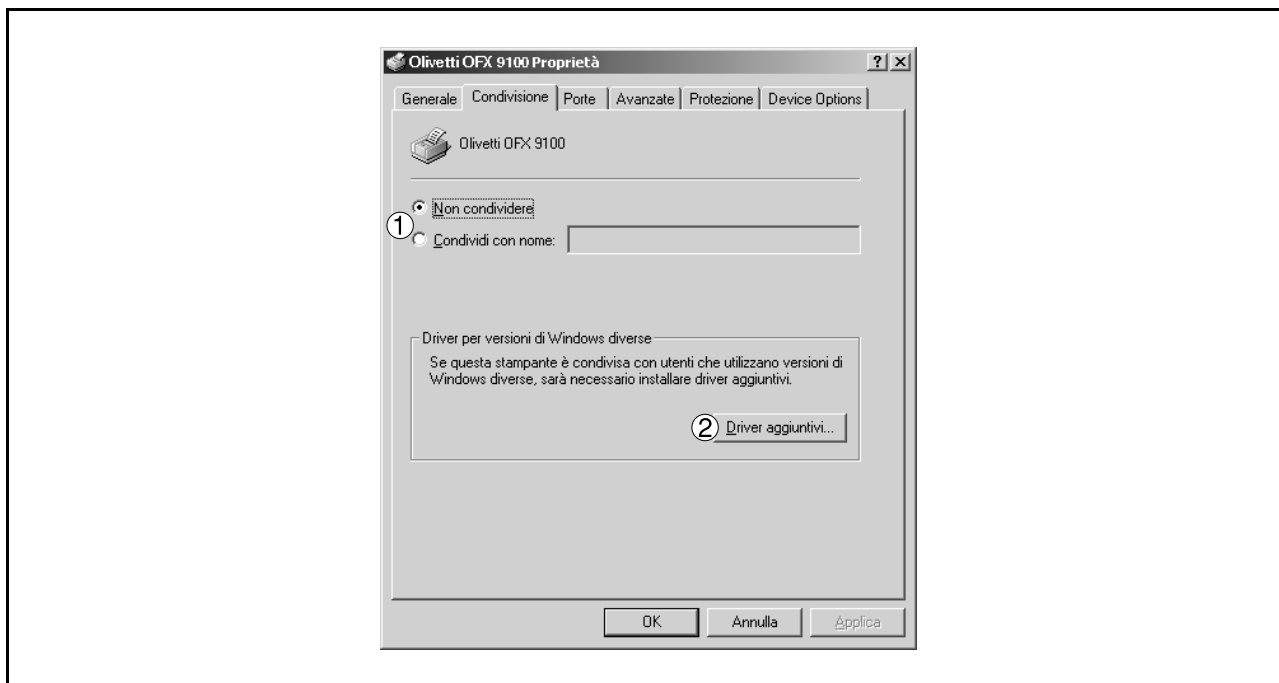 Olivetti OFX 9100 Proprietà
Generale Condivisione Porte Avanzate Protezione Device Options
Olivetti OFX 9100
① Non condividere
Condividi con nome:
Driver per versioni di Windows diverse
Se questa stampante è condivisa con utenti che utilizzano versioni di
Windows diverse, sarà necessario installare driver aggiuntivi.
② Driver aggiuntivi...
OK Annulla Applica